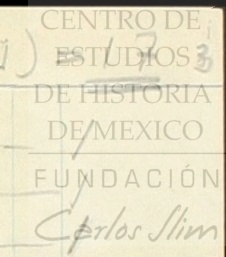 CENTRO DE
ESTUDIOS
DE HISTORIA
DE MEXICO
FUNDACIÓN
Carlos Slim